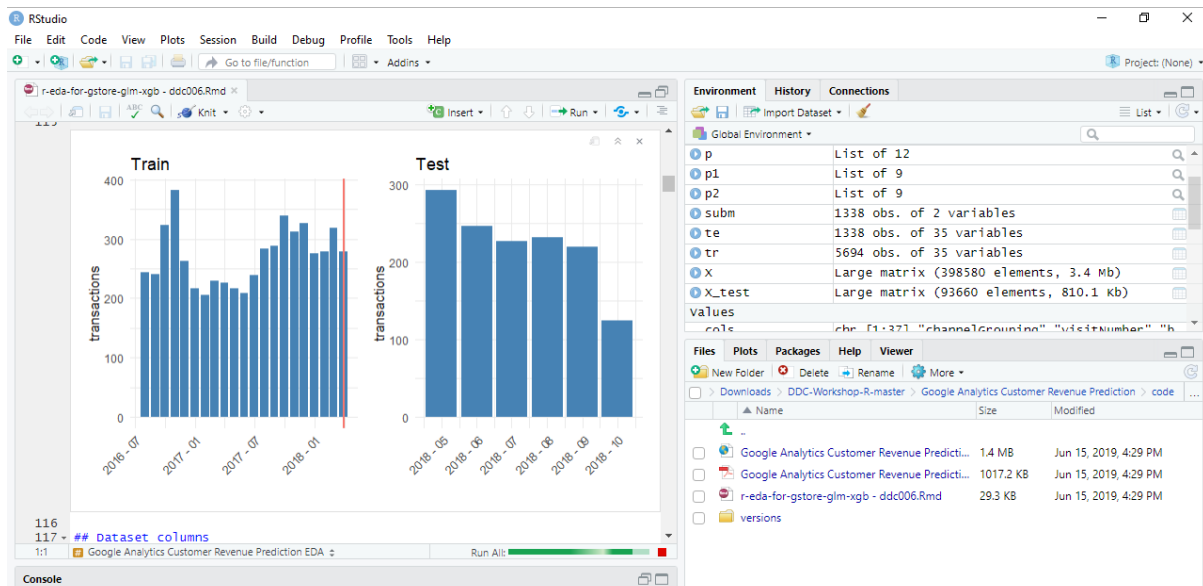 RStudio
File Edit Code View Plots Session Build Debug Profile Tools Help
Go to file/function Addins Project: (None)
r-eda-for-gstore-glm-xgb - ddc006.Rmd
ABC Knit Insert Run
115
Train
transactions
400
300
200
100
0
2016 - 07
2017 - 01
2017 - 07
2018 - 01
Test
transactions
300
200
100
0
2018 - 05
2018 - 06
2018 - 07
2018 - 08
2018 - 09
2018 - 10
116
117 ## Dataset columns
1:1 # Google Analytics Customer Revenue Prediction EDA Run All:
Console
Environment History Connections
Import Dataset List
Global Environment
p List of 12
p1 List of 9
p2 List of 9
subm 1338 obs. of 2 variables
te 1338 obs. of 35 variables
tr 5694 obs. of 35 variables
X Large matrix (398580 elements, 3.4 Mb)
X_test Large matrix (93660 elements, 810.1 Kb)
Values
cols chr [1:37] "channelGrouping" "visitNumber" "b
Files Plots Packages Help Viewer
New Folder Delete Rename More
Downloads > DDC-Workshop-R-master > Google Analytics Customer Revenue Prediction > code ...
Name Size Modified
..
Google Analytics Customer Revenue Predicti... 1.4 MB Jun 15, 2019, 4:29 PM
Google Analytics Customer Revenue Predicti... 1017.2 KB Jun 15, 2019, 4:29 PM
r-eda-for-gstore-glm-xgb - ddc006.Rmd 29.3 KB Jun 15, 2019, 4:29 PM
versions